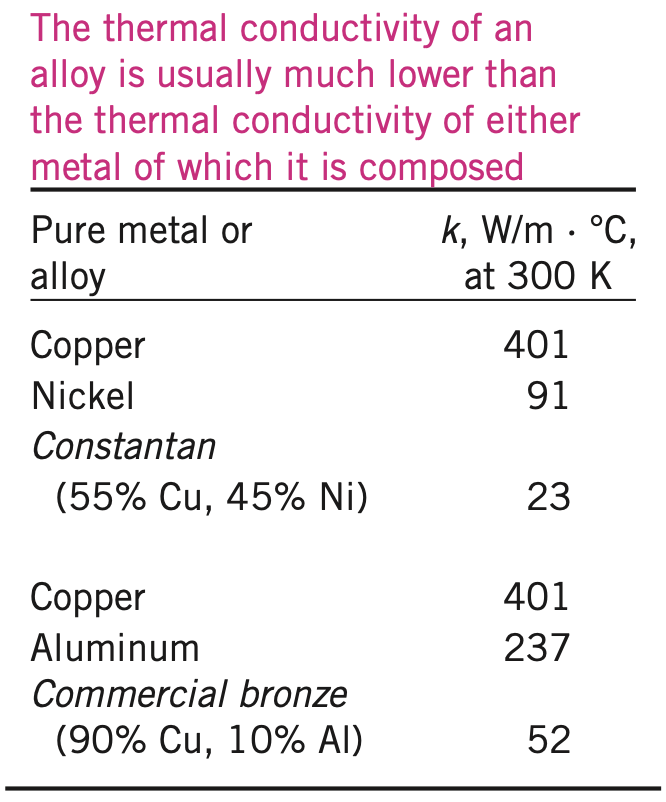 The thermal conductivity of an
alloy is usually much lower than
the thermal conductivity of either
metal of which it is composed
Pure metal or k, W/m · °C,
alloy at 300 K
Copper 401
Nickel 91
Constantan
(55% Cu, 45% Ni) 23
Copper 401
Aluminum 237
Commercial bronze
(90% Cu, 10% Al) 52